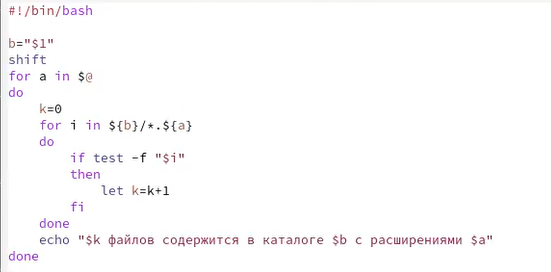 #!/bin/bash

b="$1"
shift
for a in $@
do
    k=0
    for i in ${b}/*.${a}
    do
        if test -f "$i"
        then
            let k=k+1
        fi
    done
    echo "$k файлов содержится в каталоге $b с расширениями $a"
done